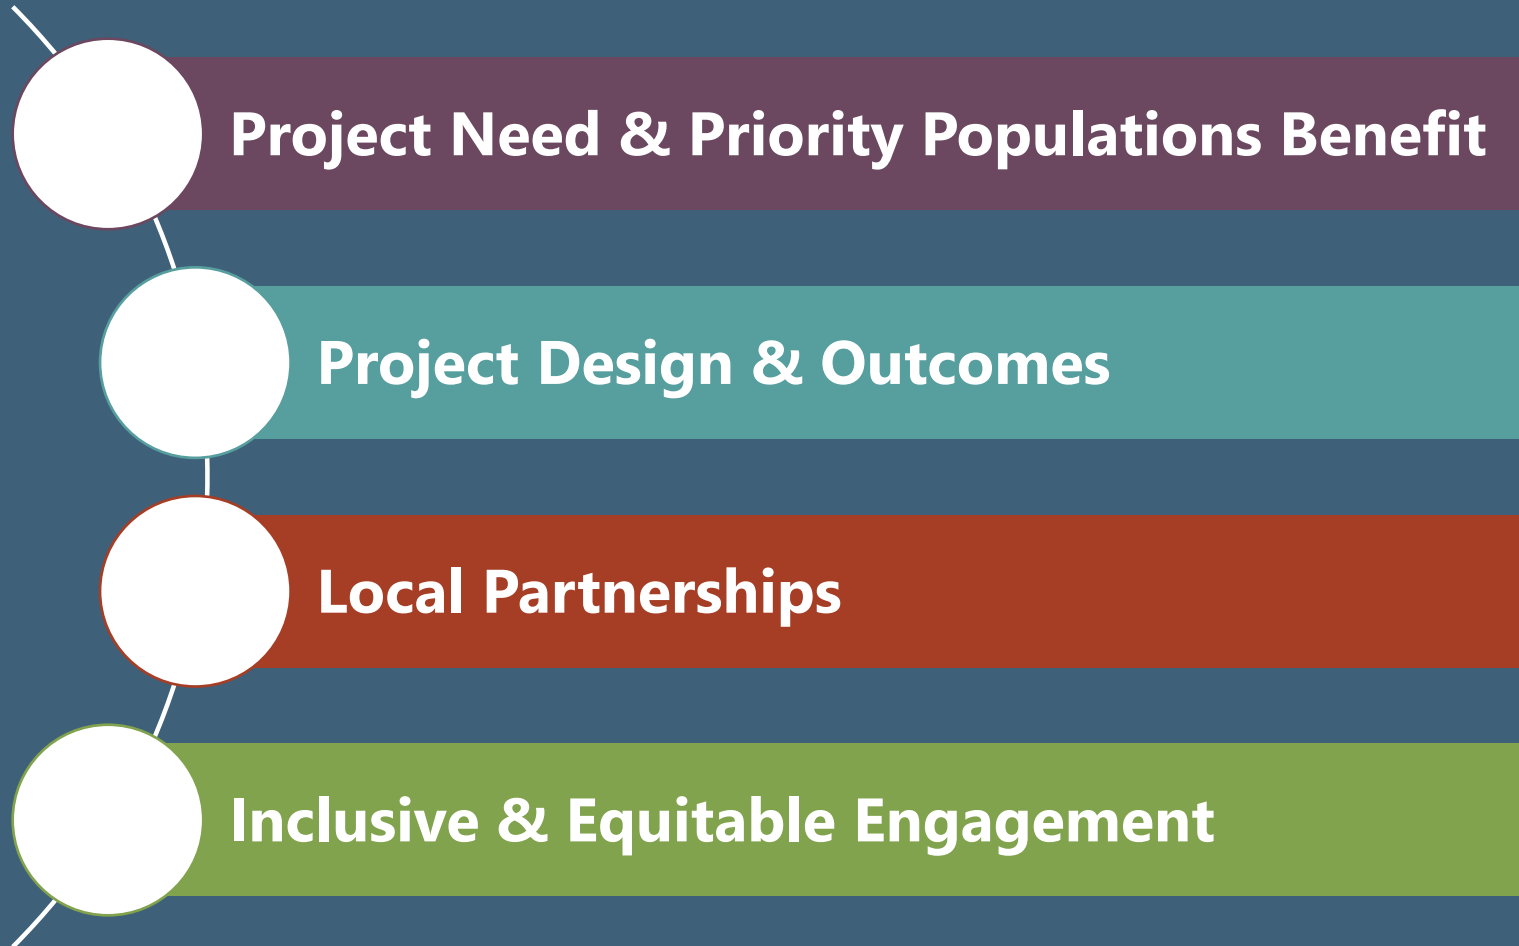 Project Need & Priority Populations Benefit
Project Design & Outcomes
Local Partnerships
Inclusive & Equitable Engagement